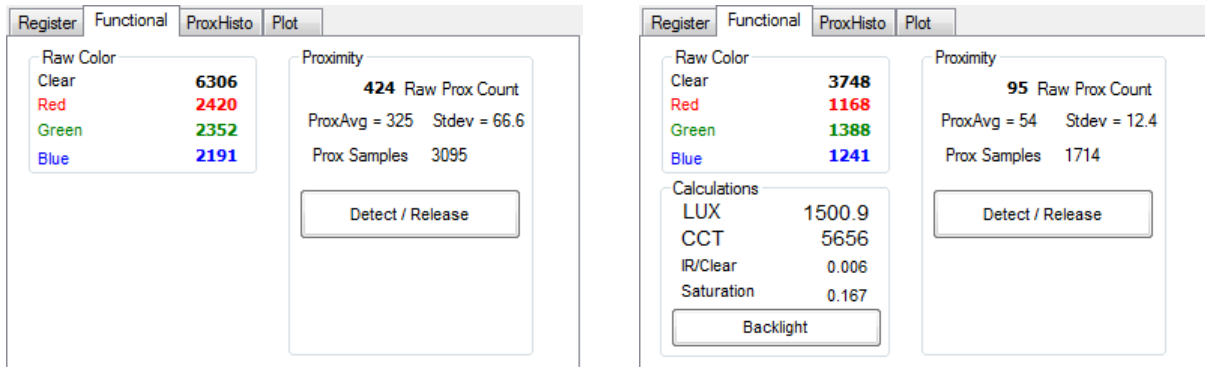 Register Functional ProxHisto Plot
Raw Color
Clear 6306
Red 2420
Green 2352
Blue 2191
Proximity
424 Raw Prox Count
ProxAvg = 325 Stdev = 66.6
Prox Samples 3095
Detect / Release
Register Functional ProxHisto Plot
Raw Color
Clear 3748
Red 1168
Green 1388
Blue 1241
Calculations
LUX 1500.9
CCT 5656
IR/Clear 0.006
Saturation 0.167
Backlight
Proximity
95 Raw Prox Count
ProxAvg = 54 Stdev = 12.4
Prox Samples 1714
Detect / Release